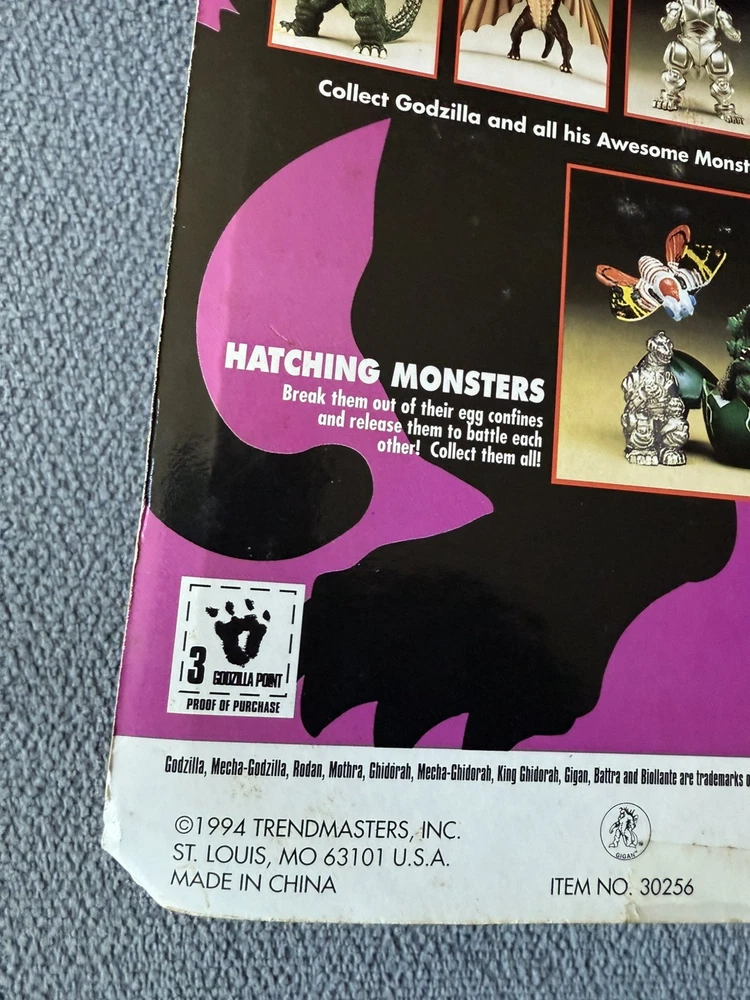 Collect Godzilla and all his Awesome Monst
HATCHING MONSTERS
Break them out of their egg confines
and release them to battle each
other! Collect them all!
3 GODZILLA POINT
PROOF OF PURCHASE
Godzilla, Mecha-Godzilla, Rodan, Mothra, Ghidorah, Mecha-Ghidorah, King Ghidorah, Gigan, Battra and Biollante are trademarks o
©1994 TRENDMASTERS, INC.
ST. LOUIS, MO 63101 U.S.A.
MADE IN CHINA
GIGAN™
ITEM NO. 30256